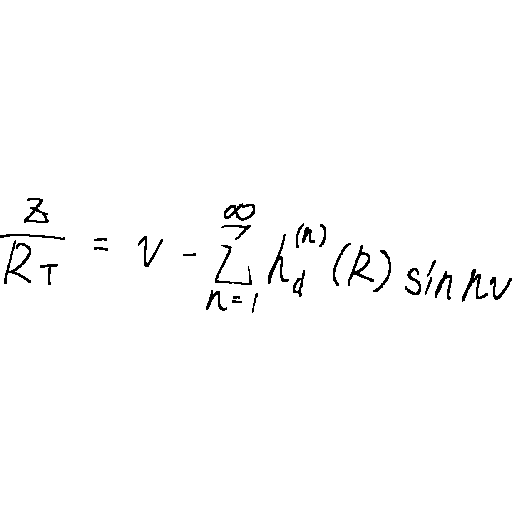 \frac{z}{R_T} = v - \sum_{n=1}^{\infty} h_d^{(n)}(R) \sin nv